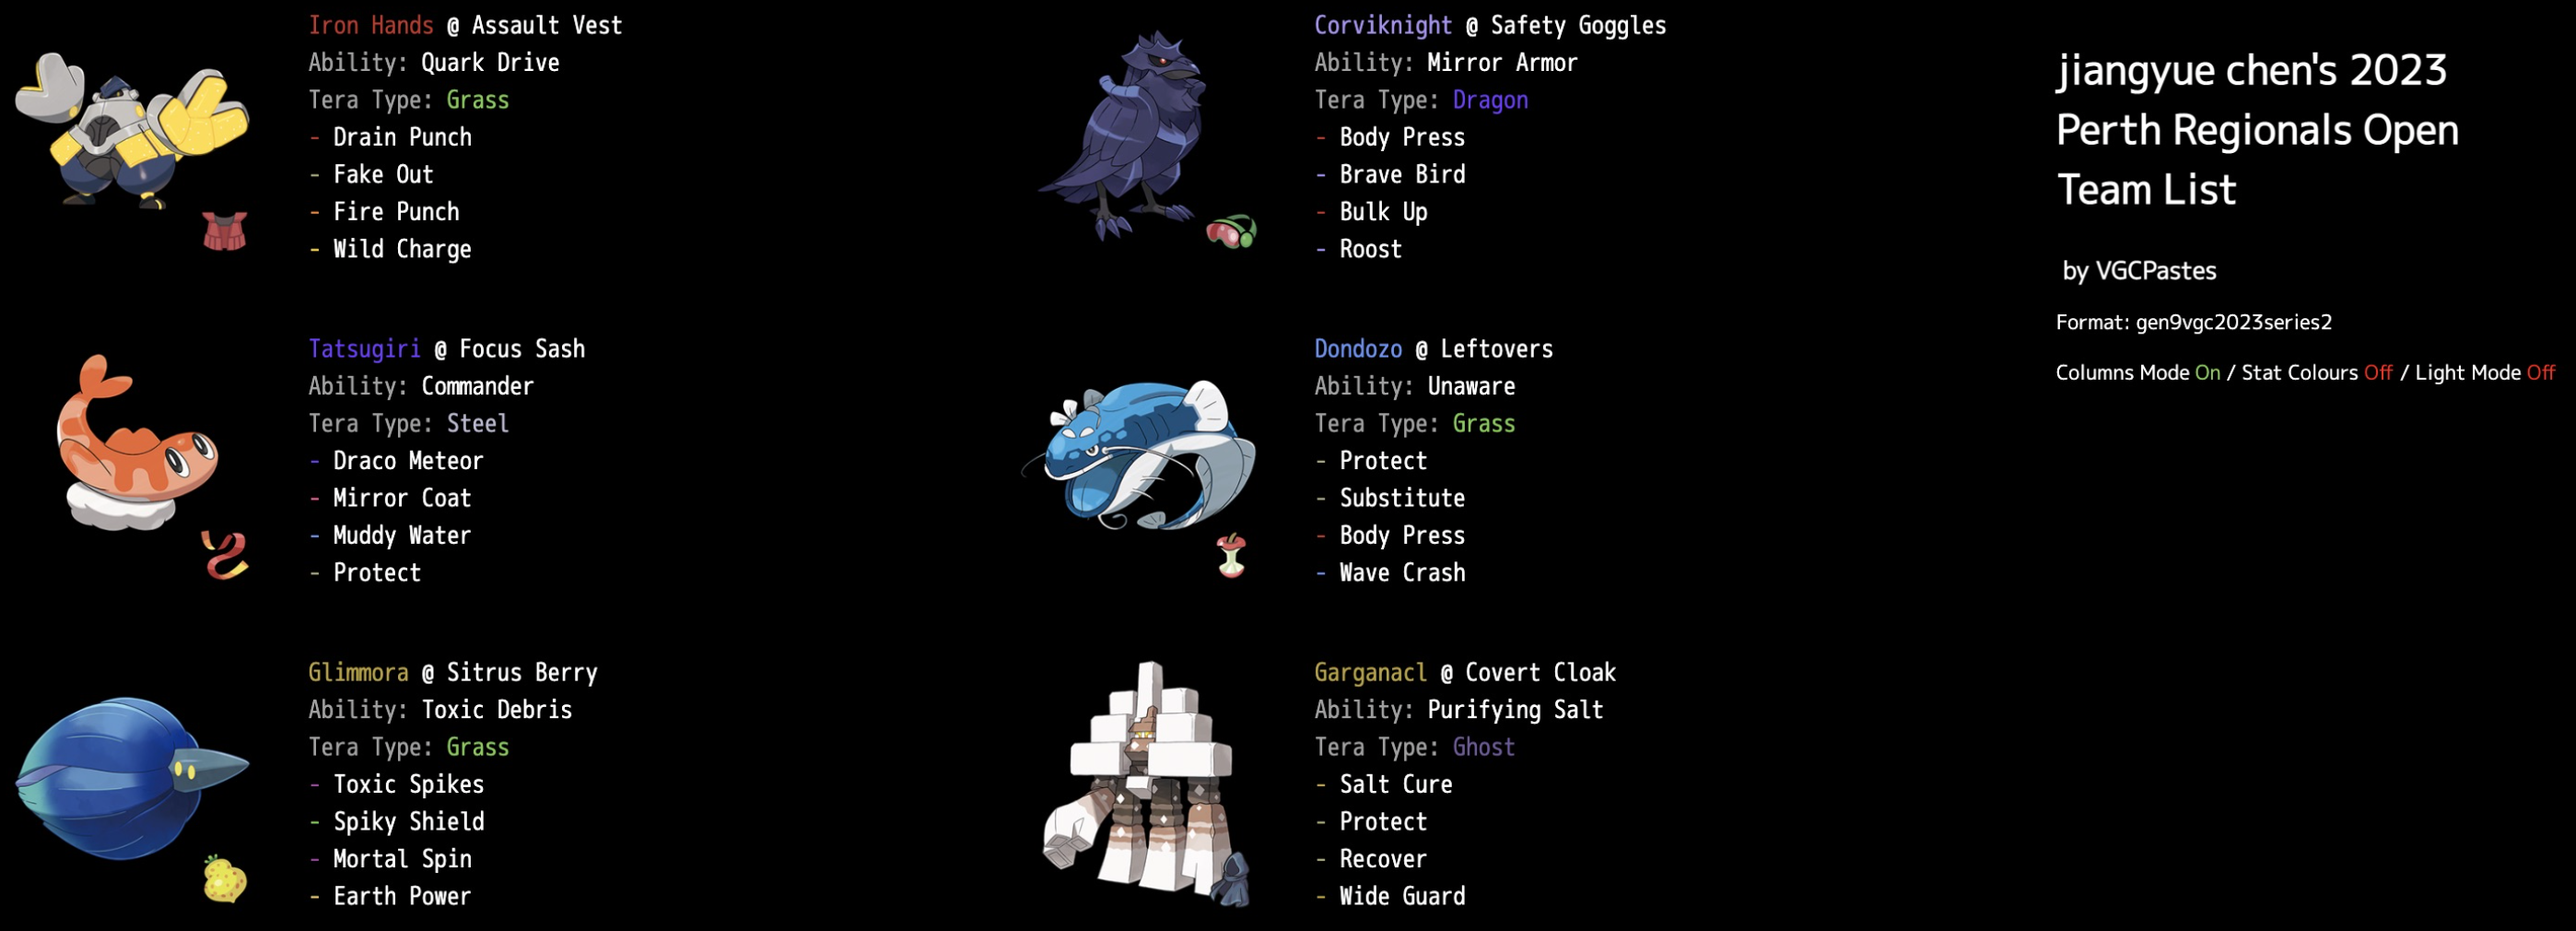 Iron Hands @ Assault Vest
Ability: Quark Drive
Tera Type: Grass
- Drain Punch
- Fake Out
- Fire Punch
- Wild Charge
Corviknight @ Safety Goggles
Ability: Mirror Armor
Tera Type: Dragon
- Body Press
- Brave Bird
- Bulk Up
- Roost
Tatsugiri @ Focus Sash
Ability: Commander
Tera Type: Steel
- Draco Meteor
- Mirror Coat
- Muddy Water
- Protect
Dondozo @ Leftovers
Ability: Unaware
Tera Type: Grass
- Protect
- Substitute
- Body Press
- Wave Crash
Glimmora @ Sitrus Berry
Ability: Toxic Debris
Tera Type: Grass
- Toxic Spikes
- Spiky Shield
- Mortal Spin
- Earth Power
Garganacl @ Covert Cloak
Ability: Purifying Salt
Tera Type: Ghost
- Salt Cure
- Protect
- Recover
- Wide Guard
jiangyue chen's 2023
Perth Regionals Open
Team List
by VGCPastes
Format: gen9vgc2023series2
Columns Mode On / Stat Colours Off / Light Mode Off